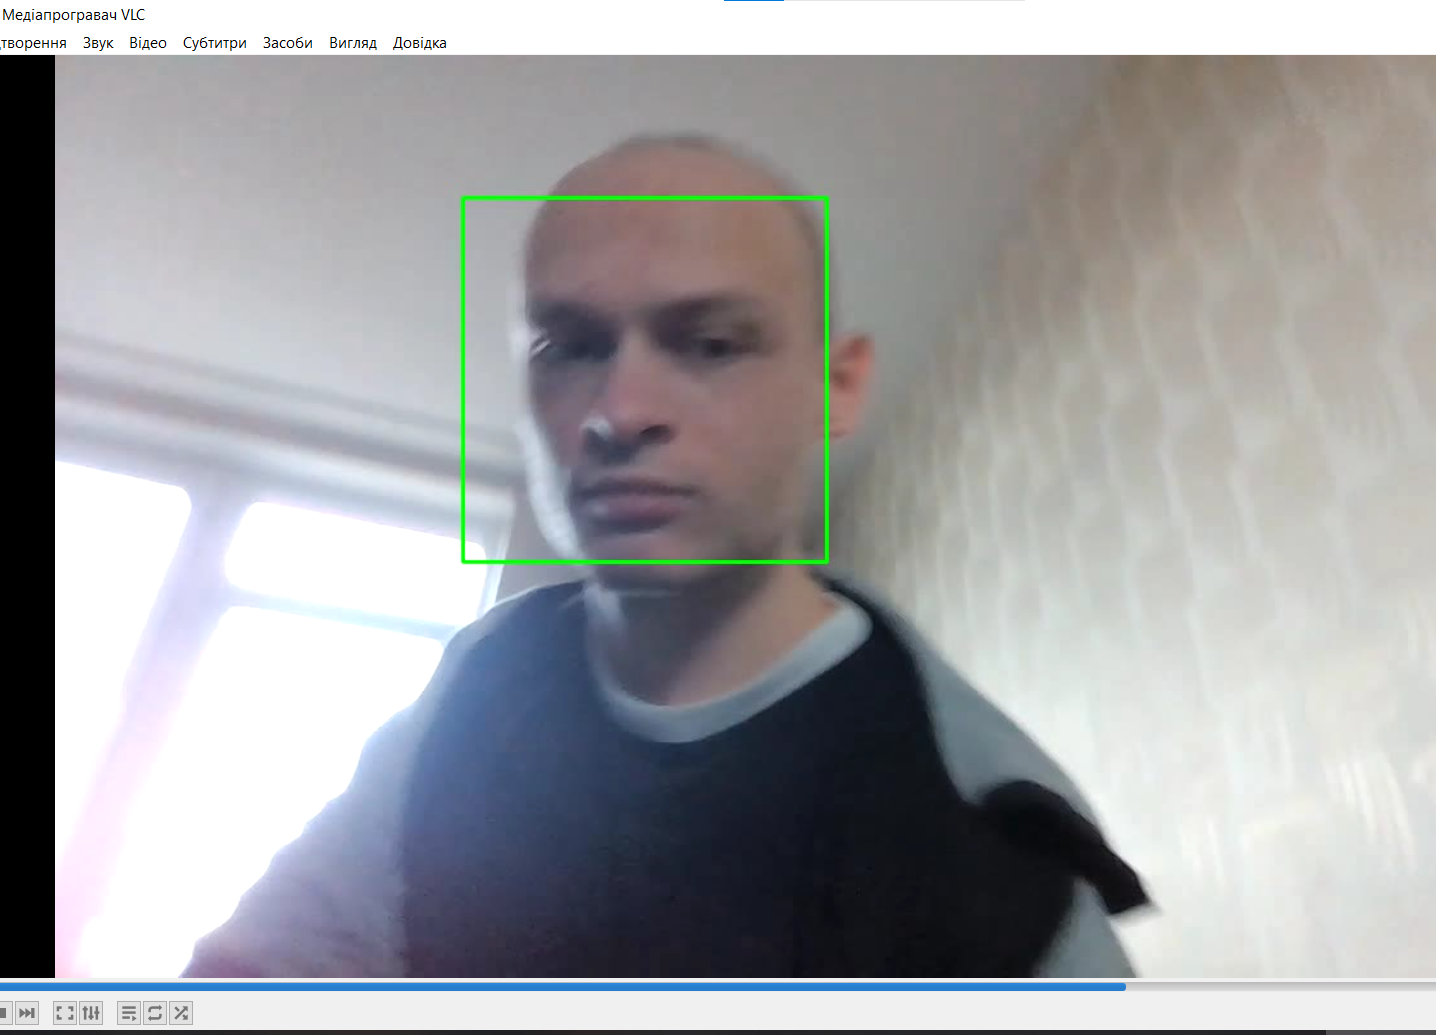 Медіапрогравач VLC
творення Звук Відео Субтитри Засоби Вигляд Довідка